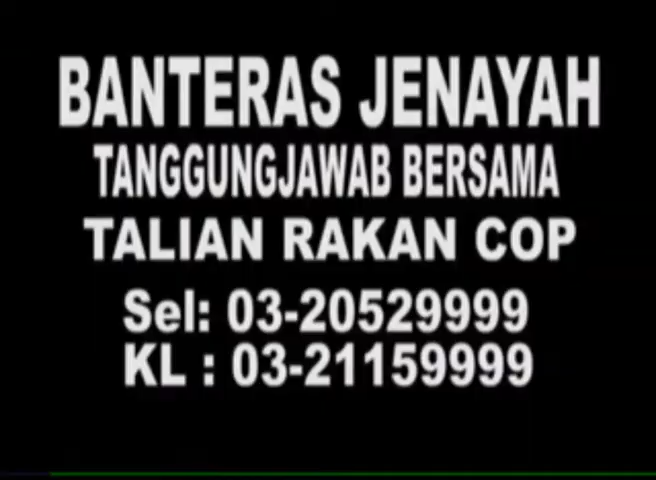 BANTERAS JENAYAH
TANGGUNGJAWAB BERSAMA
TALIAN RAKAN COP
Sel: 03-20529999
KL : 03-21159999